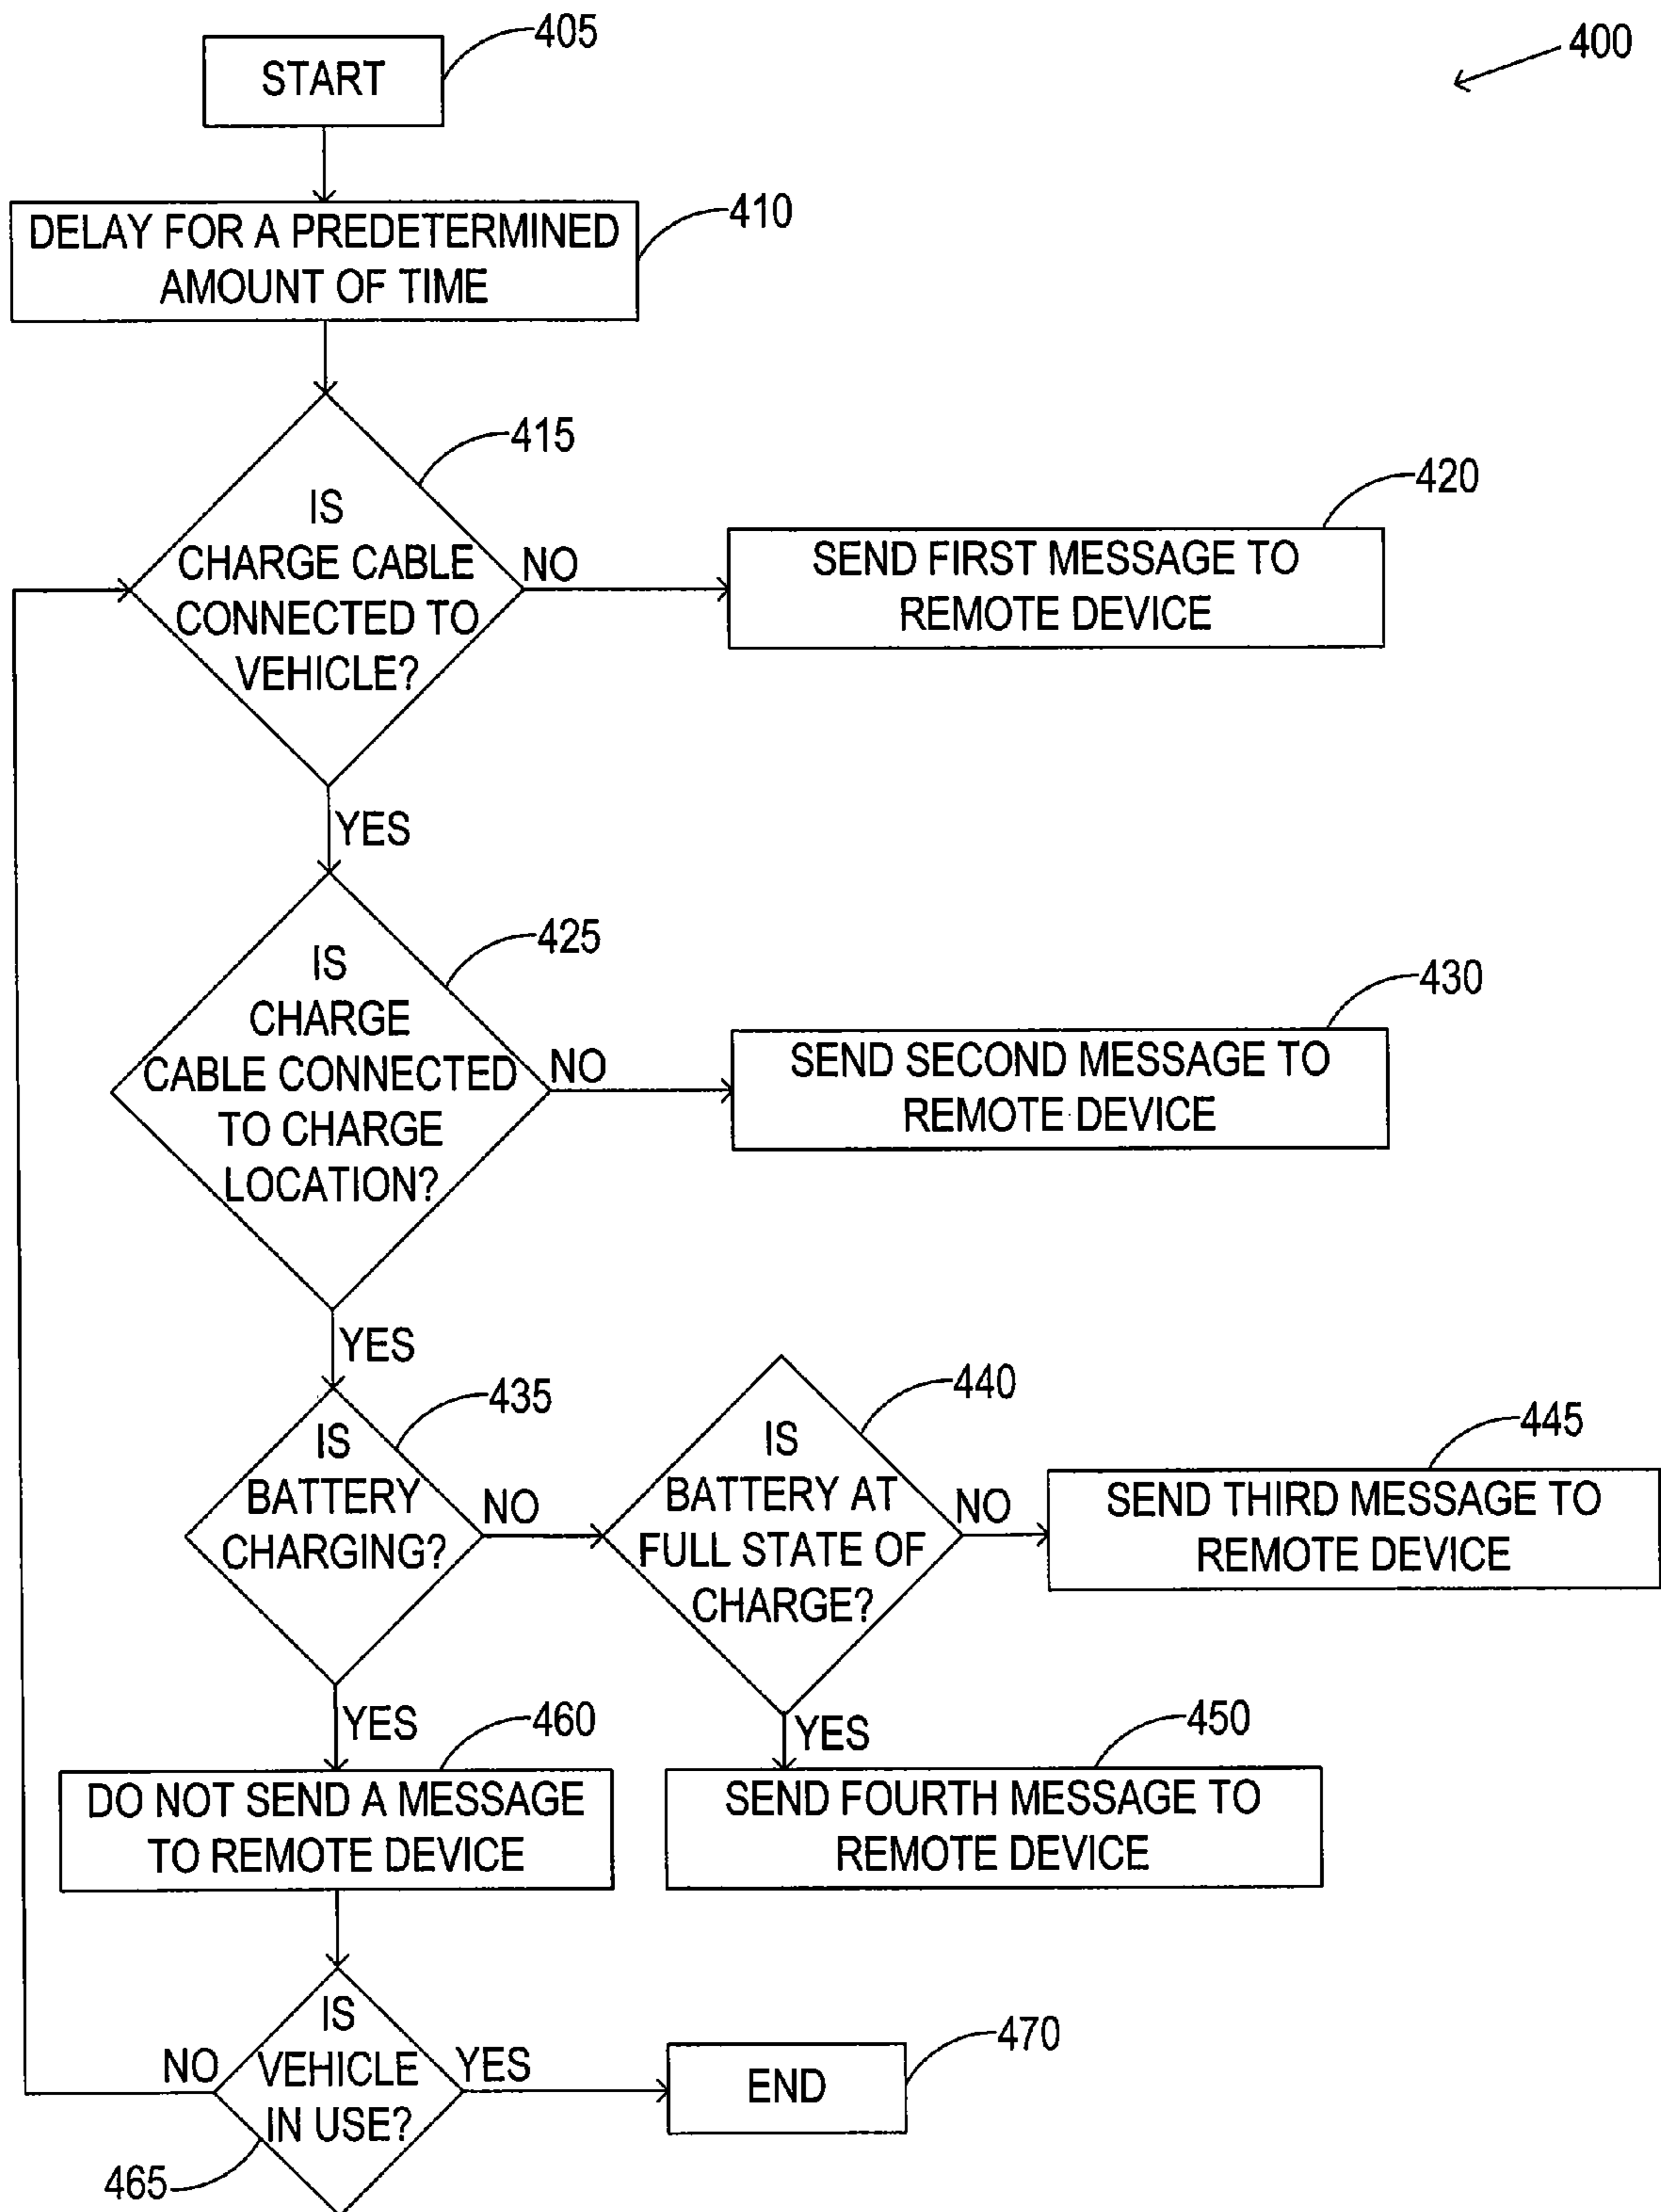 405
400
START
410
DELAY FOR A PREDETERMINED
AMOUNT OF TIME
415
IS
CHARGE CABLE
CONNECTED TO
VEHICLE?
NO
420
SEND FIRST MESSAGE TO
REMOTE DEVICE
YES
425
IS
CHARGE
CABLE CONNECTED
TO CHARGE
LOCATION?
NO
430
SEND SECOND MESSAGE TO
REMOTE DEVICE
YES
435
IS
BATTERY
CHARGING?
NO
440
IS
BATTERY AT
FULL STATE OF
CHARGE?
NO
445
SEND THIRD MESSAGE TO
REMOTE DEVICE
YES
460
DO NOT SEND A MESSAGE
TO REMOTE DEVICE
YES
450
SEND FOURTH MESSAGE TO
REMOTE DEVICE
IS
VEHICLE
IN USE?
NO
YES
465
470
END